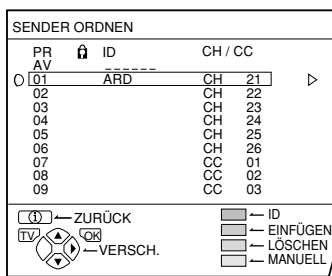 SENDER ORDNEN
PR ID CH / CC
AV _ _ _ _ _ _
01 ARD CH 21
02 CH 22
03 CH 23
04 CH 24
05 CH 25
06 CH 26
07 CC 01
08 CC 02
09 CC 03
i ZURÜCK
TV OK
VERSCH.
ID
EINFÜGEN
LÖSCHEN
MANUELL